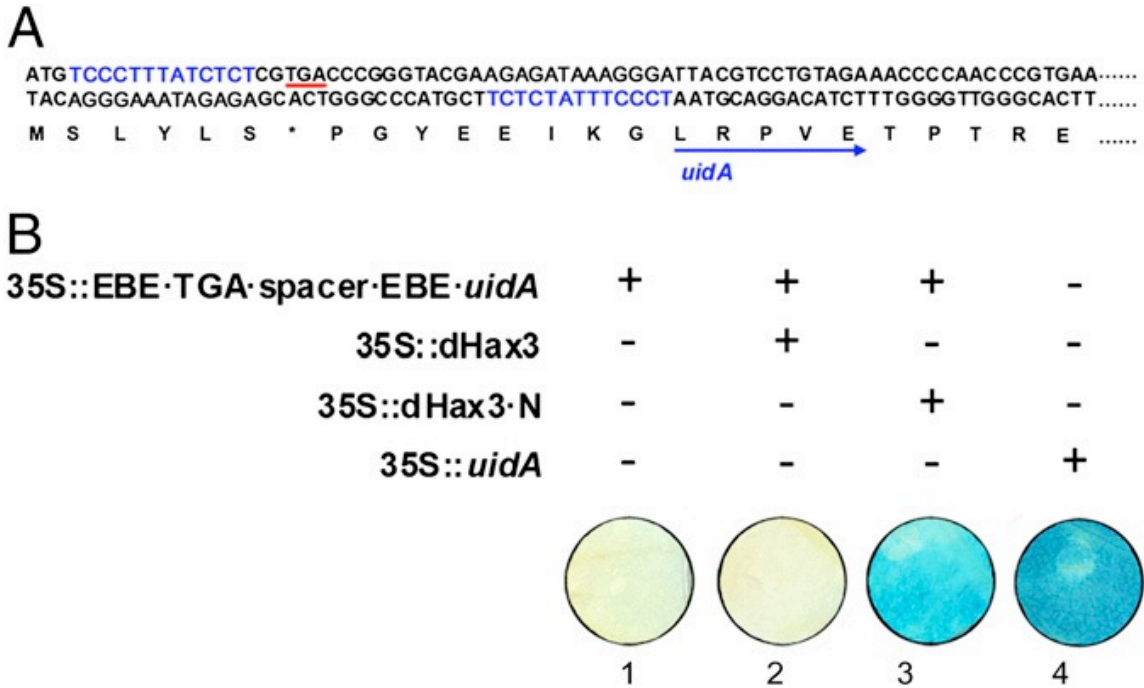 A
ATGTCCCTTTATCTCTCGTGACCCGGGTACGAAGAGATAAAGGGATTACGTCCTGTAGAAACCCCAACCCGTGAA......
TACAGGGAAATAGAGAGCACTGGGCCCATGCTTCTCTATTTCCCTAATGCAGGACATCTTTGGGGTTGGGCACTT......
M S L Y L S * P G Y E E I K G L R P V E T P T R E ......
uidA
B
35S::EBE·TGA·spacer·EBE·uidA + + + -
35S::dHax3 - + - -
35S::dHax3·N - - + -
35S::uidA - - - +
1 2 3 4